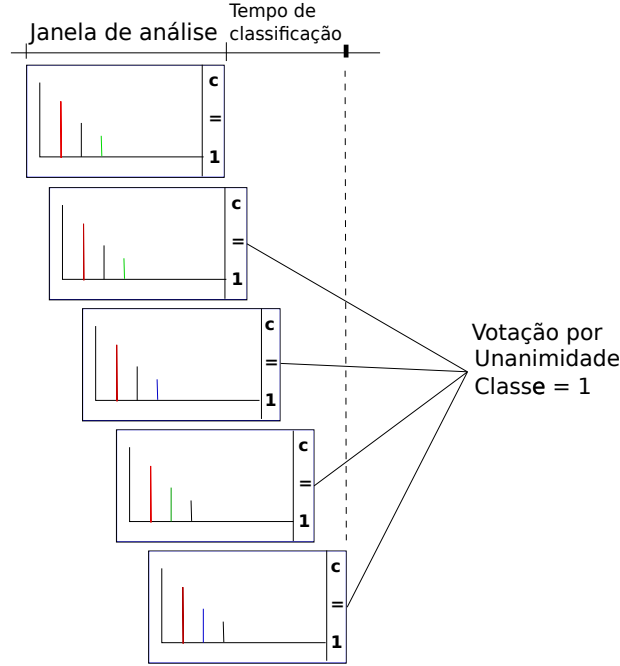 Janela de análise
Tempo de
classificação
c
=
1
c
=
1
c
=
1
c
=
1
c
=
1
Votação por
Unanimidade
Classe = 1